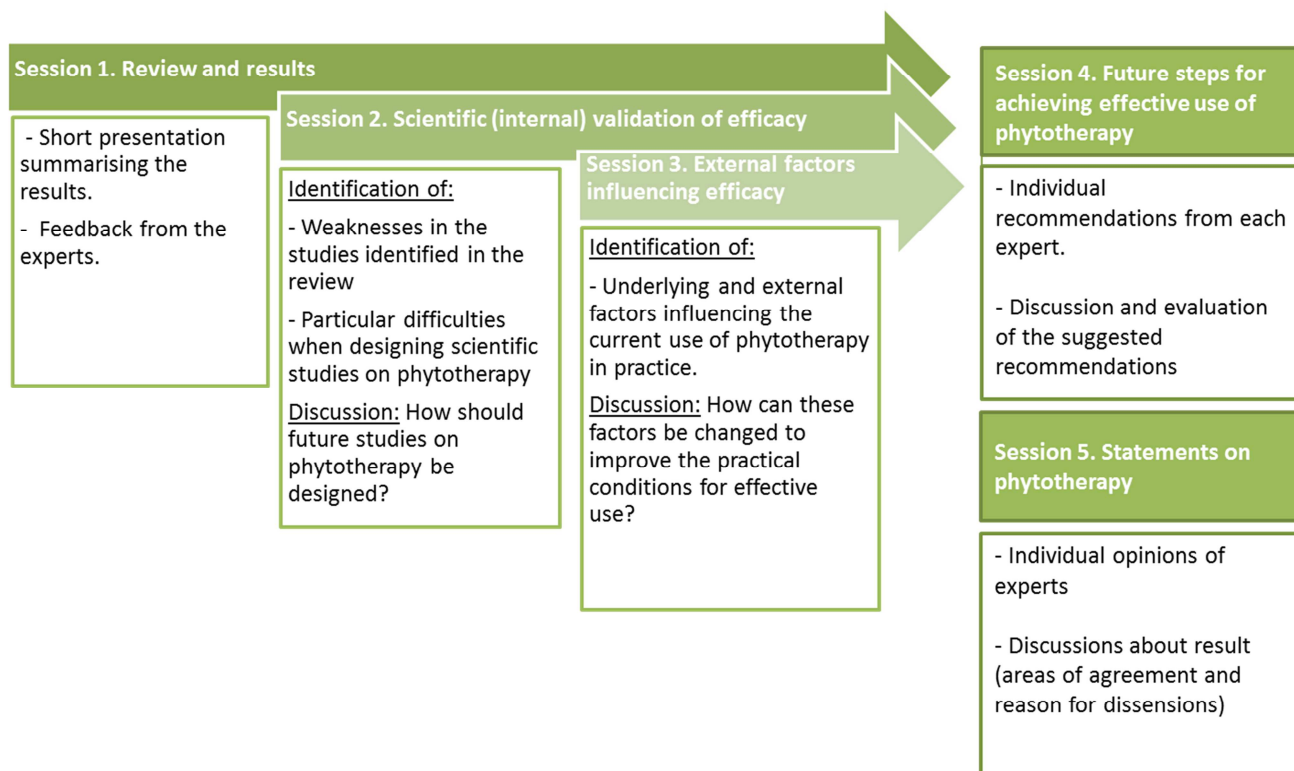 Session 1. Review and results
- Short presentation
summarising the
results.
- Feedback from the
experts.
Session 2. Scientific (internal) validation of efficacy
Identification of:
- Weaknesses in the
studies identified in the
review
- Particular difficulties
when designing scientific
studies on phytotherapy
Discussion: How should
future studies on
phytotherapy be
designed?
Session 3. External factors
influencing efficacy
Identification of:
- Underlying and external
factors influencing the
current use of phytotherapy
in practice.
Discussion: How can these
factors be changed to
improve the practical
conditions for effective
use?
Session 4. Future steps for
achieving effective use of
phytotherapy
- Individual
recommendations from each
expert.
- Discussion and evaluation
of the suggested
recommendations
Session 5. Statements on
phytotherapy
- Individual opinions of
experts
- Discussions about result
(areas of agreement and
reason for dissensions)